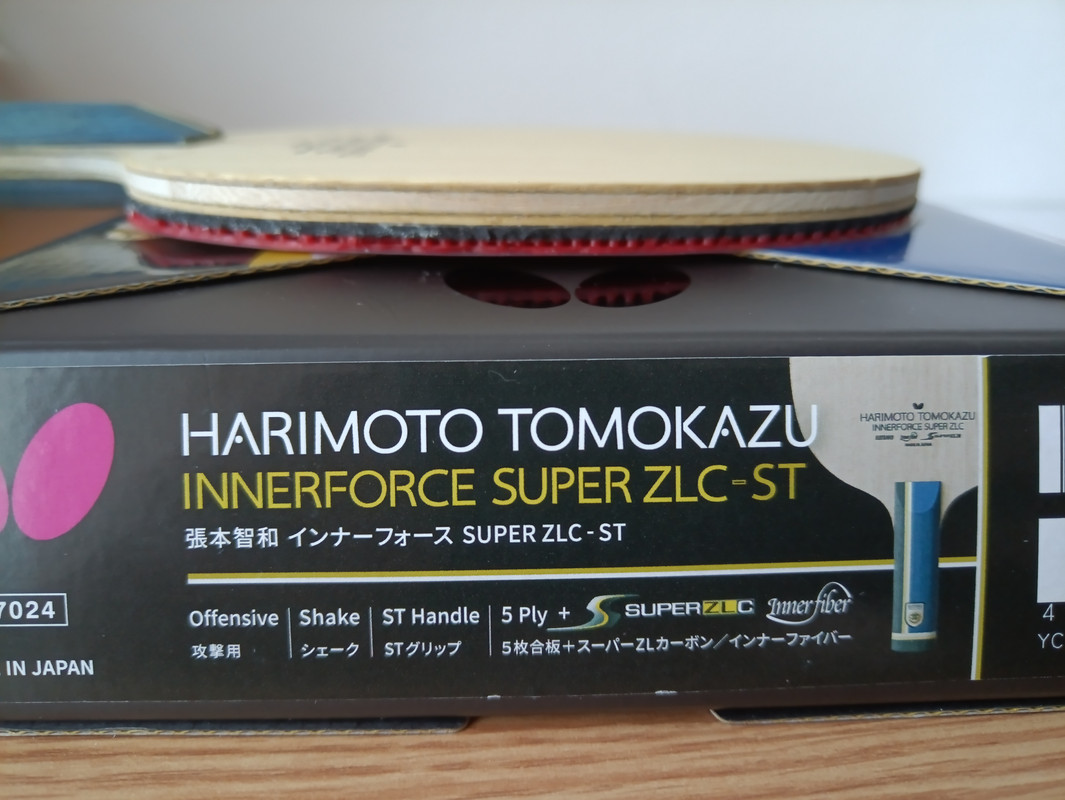 HARIMOTO TOMOKAZU
INNERFORCE SUPER ZLC-ST
張本智和 インナーフォース SUPER ZLC - ST
Offensive Shake ST Handle 5 Ply + SUPER ZLC Innerfiber
攻撃用 シェーク STグリップ 5枚合板+スーパーZLカーボン/インナーファイバー
7024
IN JAPAN
HARIMOTO TOMOKAZU
INNERFORCE SUPER ZLC
4
YC